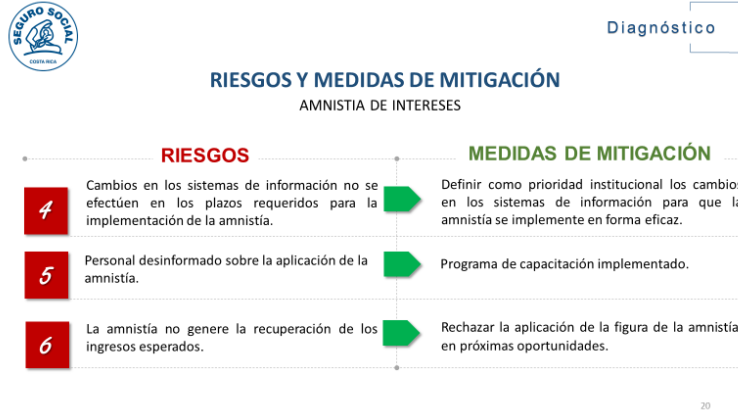 SEGURO SOCIAL
COSTA RICA
Diagnóstico
RIESGOS Y MEDIDAS DE MITIGACIÓN
AMNISTIA DE INTERESES
RIESGOS
MEDIDAS DE MITIGACIÓN
4
Cambios en los sistemas de información no se
efectúen en los plazos requeridos para la
implementación de la amnistía.
Definir como prioridad institucional los cambios
en los sistemas de información para que la
amnistía se implemente en forma eficaz.
5
Personal desinformado sobre la aplicación de la
amnistía.
Programa de capacitación implementado.
6
La amnistía no genere la recuperación de los
ingresos esperados.
Rechazar la aplicación de la figura de la amnistía
en próximas oportunidades.
20